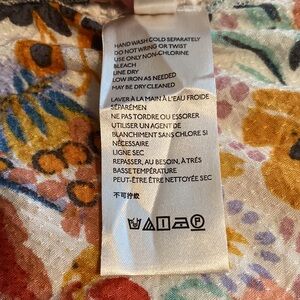 HAND WASH COLD SEPARATELY
DO NOT WRING OR TWIST
USE ONLY NON-CHLORINE
BLEACH
LINE DRY
LOW IRON AS NEEDED
MAY BE DRY CLEANED
LAVER À LA MAIN À L'EAU FROIDE
SÉPARÉMEN
NE PAS TORDRE OU ESSORER
UTILISER UN AGENT DE
BLANCHIMENT SANS CHLORE SI
NÉCESSAIRE
LIGNE SEC
REPASSER, AU BESOIN, À TRÈS
BASSE TEMPÉRATURE
PEUT-ÊTRE ÊTRE NETTOYÉE SEC
不可拧絞